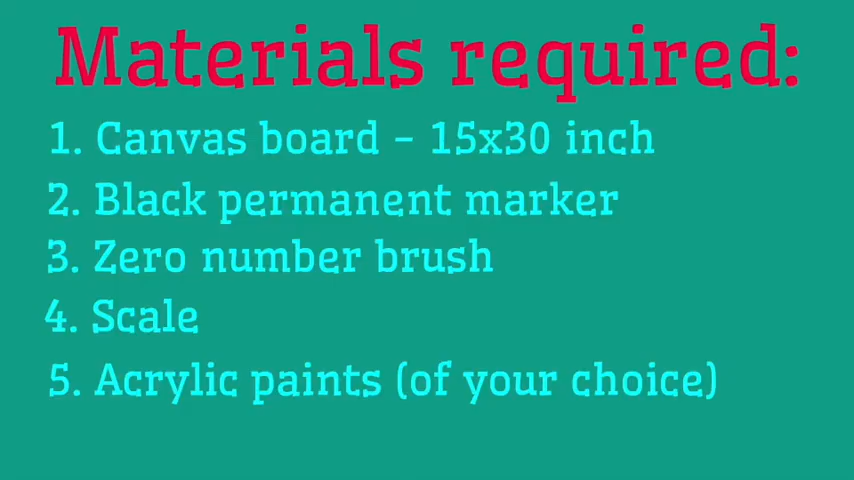 Materials required:
1. Canvas board - 15x30 inch
2. Black permanent marker
3. Zero number brush
4. Scale
5. Acrylic paints (of your choice)